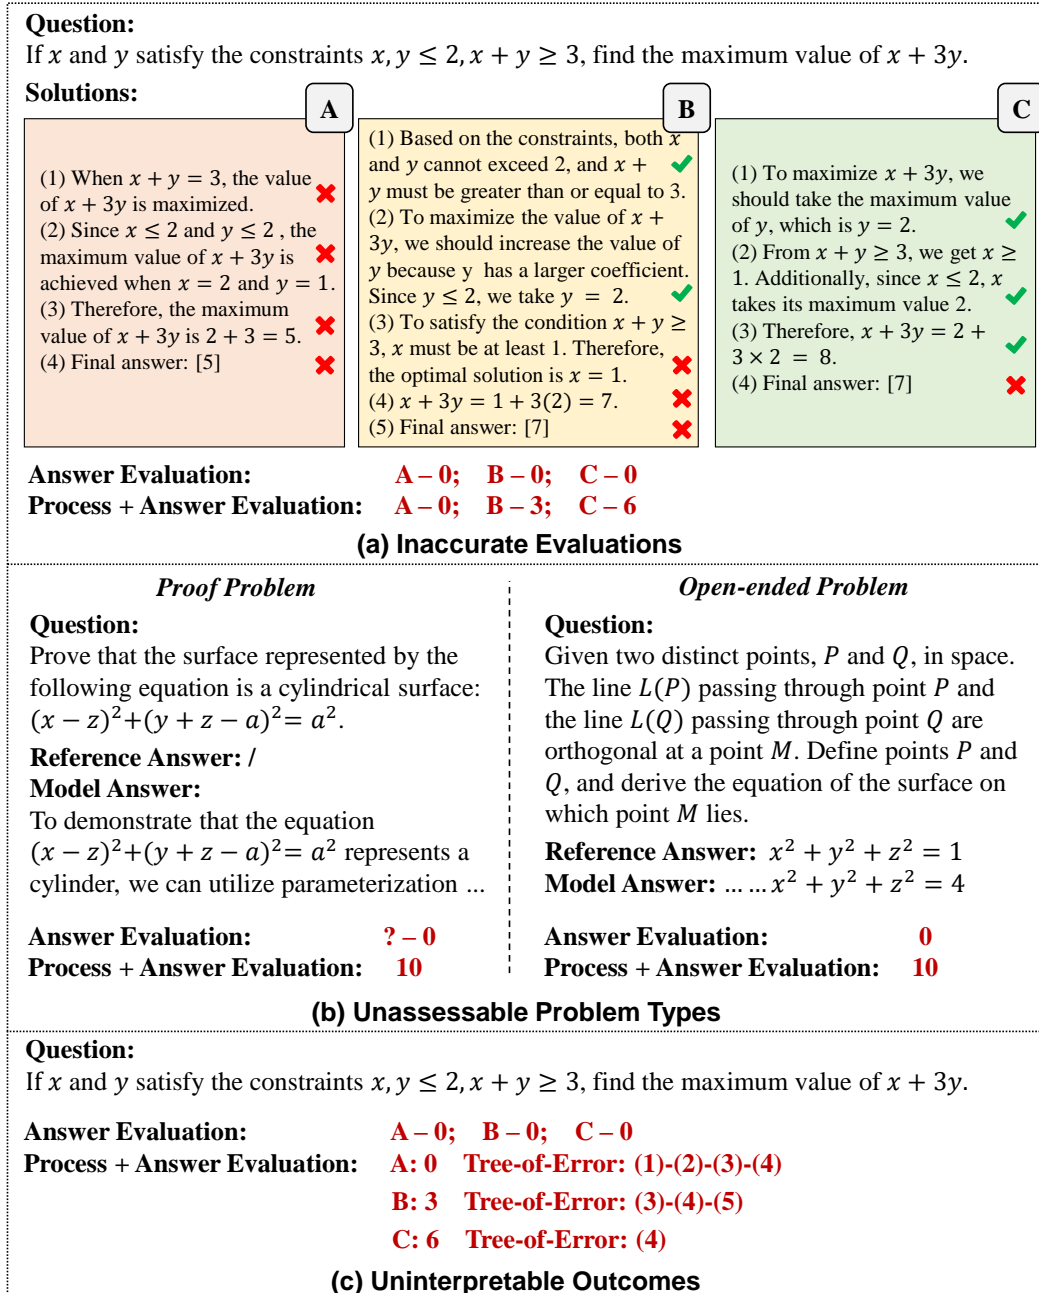 Question:
If x and y satisfy the constraints x, y ≤ 2, x + y ≥ 3, find the maximum value of x + 3y.
Solutions:
A
(1) When x + y = 3, the value
of x + 3y is maximized.
(2) Since x ≤ 2 and y ≤ 2 , the
maximum value of x + 3y is
achieved when x = 2 and y = 1.
(3) Therefore, the maximum
value of x + 3y is 2 + 3 = 5.
(4) Final answer: [5]
B
(1) Based on the constraints, both x
and y cannot exceed 2, and x +
y must be greater than or equal to 3.
(2) To maximize the value of x +
3y, we should increase the value of
y because y has a larger coefficient.
Since y ≤ 2, we take y = 2.
(3) To satisfy the condition x + y ≥
3, x must be at least 1. Therefore,
the optimal solution is x = 1.
(4) x + 3y = 1 + 3(2) = 7.
(5) Final answer: [7]
C
(1) To maximize x + 3y, we
should take the maximum value
of y, which is y = 2.
(2) From x + y ≥ 3, we get x ≥
1. Additionally, since x ≤ 2, x
takes its maximum value 2.
(3) Therefore, x + 3y = 2 +
3 × 2 = 8.
(4) Final answer: [7]
Answer Evaluation: A – 0; B – 0; C – 0
Process + Answer Evaluation: A – 0; B – 3; C – 6
(a) Inaccurate Evaluations
Proof Problem
Question:
Prove that the surface represented by the
following equation is a cylindrical surface:
(x − z)²+(y + z − a)²= a².
Reference Answer: /
Model Answer:
To demonstrate that the equation
(x − z)²+(y + z − a)²= a² represents a
cylinder, we can utilize parameterization ...
Answer Evaluation: ? – 0
Process + Answer Evaluation: 10
Open-ended Problem
Question:
Given two distinct points, P and Q, in space.
The line L(P) passing through point P and
the line L(Q) passing through point Q are
orthogonal at a point M. Define points P and
Q, and derive the equation of the surface on
which point M lies.
Reference Answer: x² + y² + z² = 1
Model Answer: … … x² + y² + z² = 4
Answer Evaluation: 0
Process + Answer Evaluation: 10
(b) Unassessable Problem Types
Question:
If x and y satisfy the constraints x, y ≤ 2, x + y ≥ 3, find the maximum value of x + 3y.
Answer Evaluation: A – 0; B – 0; C – 0
Process + Answer Evaluation: A: 0 Tree-of-Error: (1)-(2)-(3)-(4)
B: 3 Tree-of-Error: (3)-(4)-(5)
C: 6 Tree-of-Error: (4)
(c) Uninterpretable Outcomes